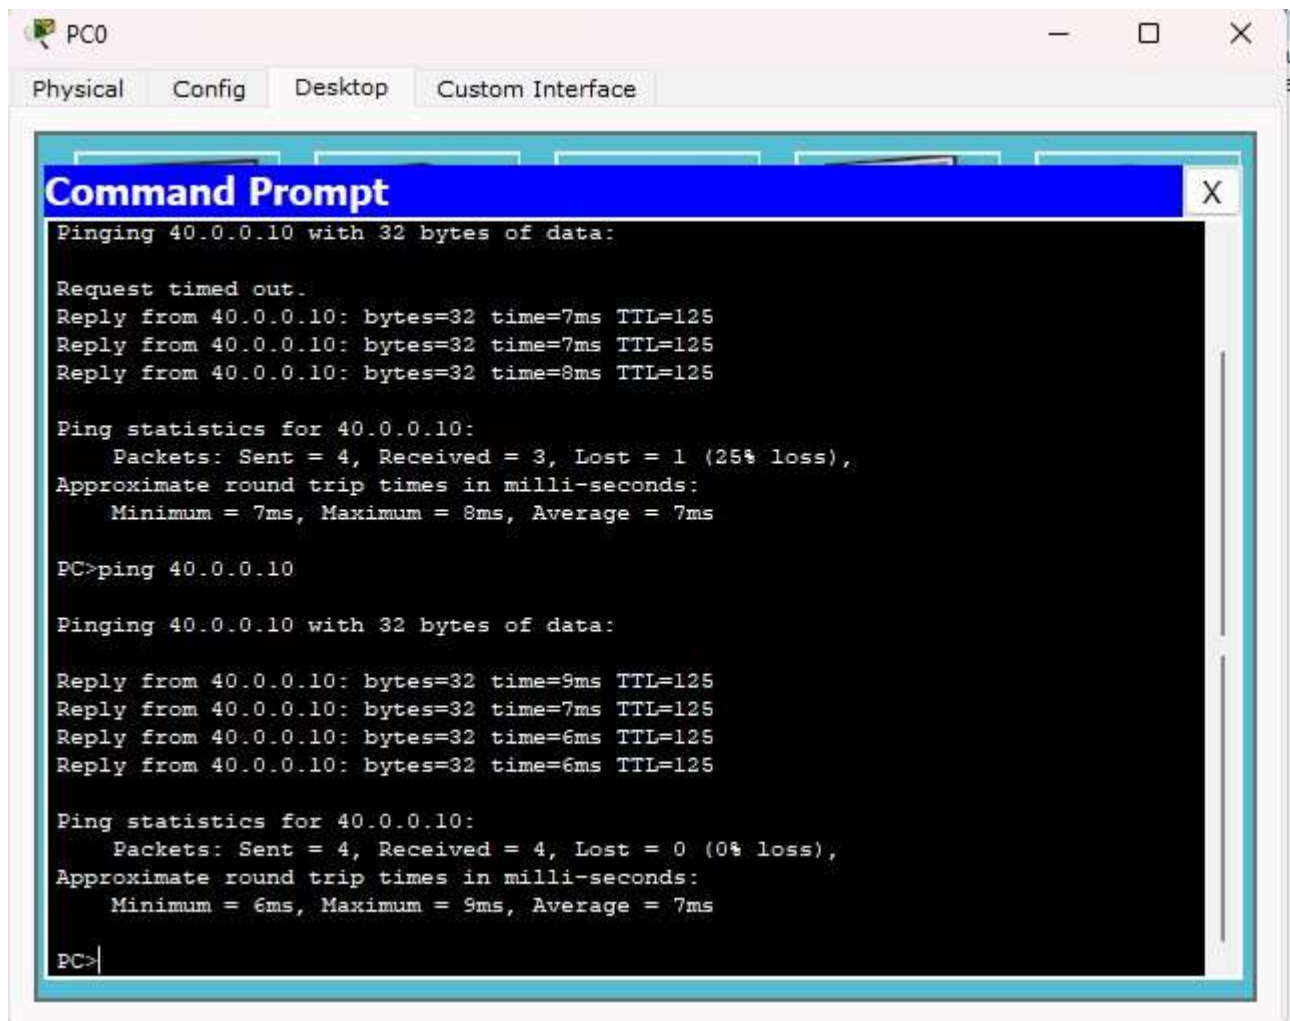 PC0
Physical Config Desktop Custom Interface
Command Prompt X
Pinging 40.0.0.10 with 32 bytes of data:
Request timed out.
Reply from 40.0.0.10: bytes=32 time=7ms TTL=125
Reply from 40.0.0.10: bytes=32 time=7ms TTL=125
Reply from 40.0.0.10: bytes=32 time=8ms TTL=125
Ping statistics for 40.0.0.10:
Packets: Sent = 4, Received = 3, Lost = 1 (25% loss),
Approximate round trip times in milli-seconds:
Minimum = 7ms, Maximum = 8ms, Average = 7ms
PC>ping 40.0.0.10
Pinging 40.0.0.10 with 32 bytes of data:
Reply from 40.0.0.10: bytes=32 time=9ms TTL=125
Reply from 40.0.0.10: bytes=32 time=7ms TTL=125
Reply from 40.0.0.10: bytes=32 time=6ms TTL=125
Reply from 40.0.0.10: bytes=32 time=6ms TTL=125
Ping statistics for 40.0.0.10:
Packets: Sent = 4, Received = 4, Lost = 0 (0% loss),
Approximate round trip times in milli-seconds:
Minimum = 6ms, Maximum = 9ms, Average = 7ms
PC>